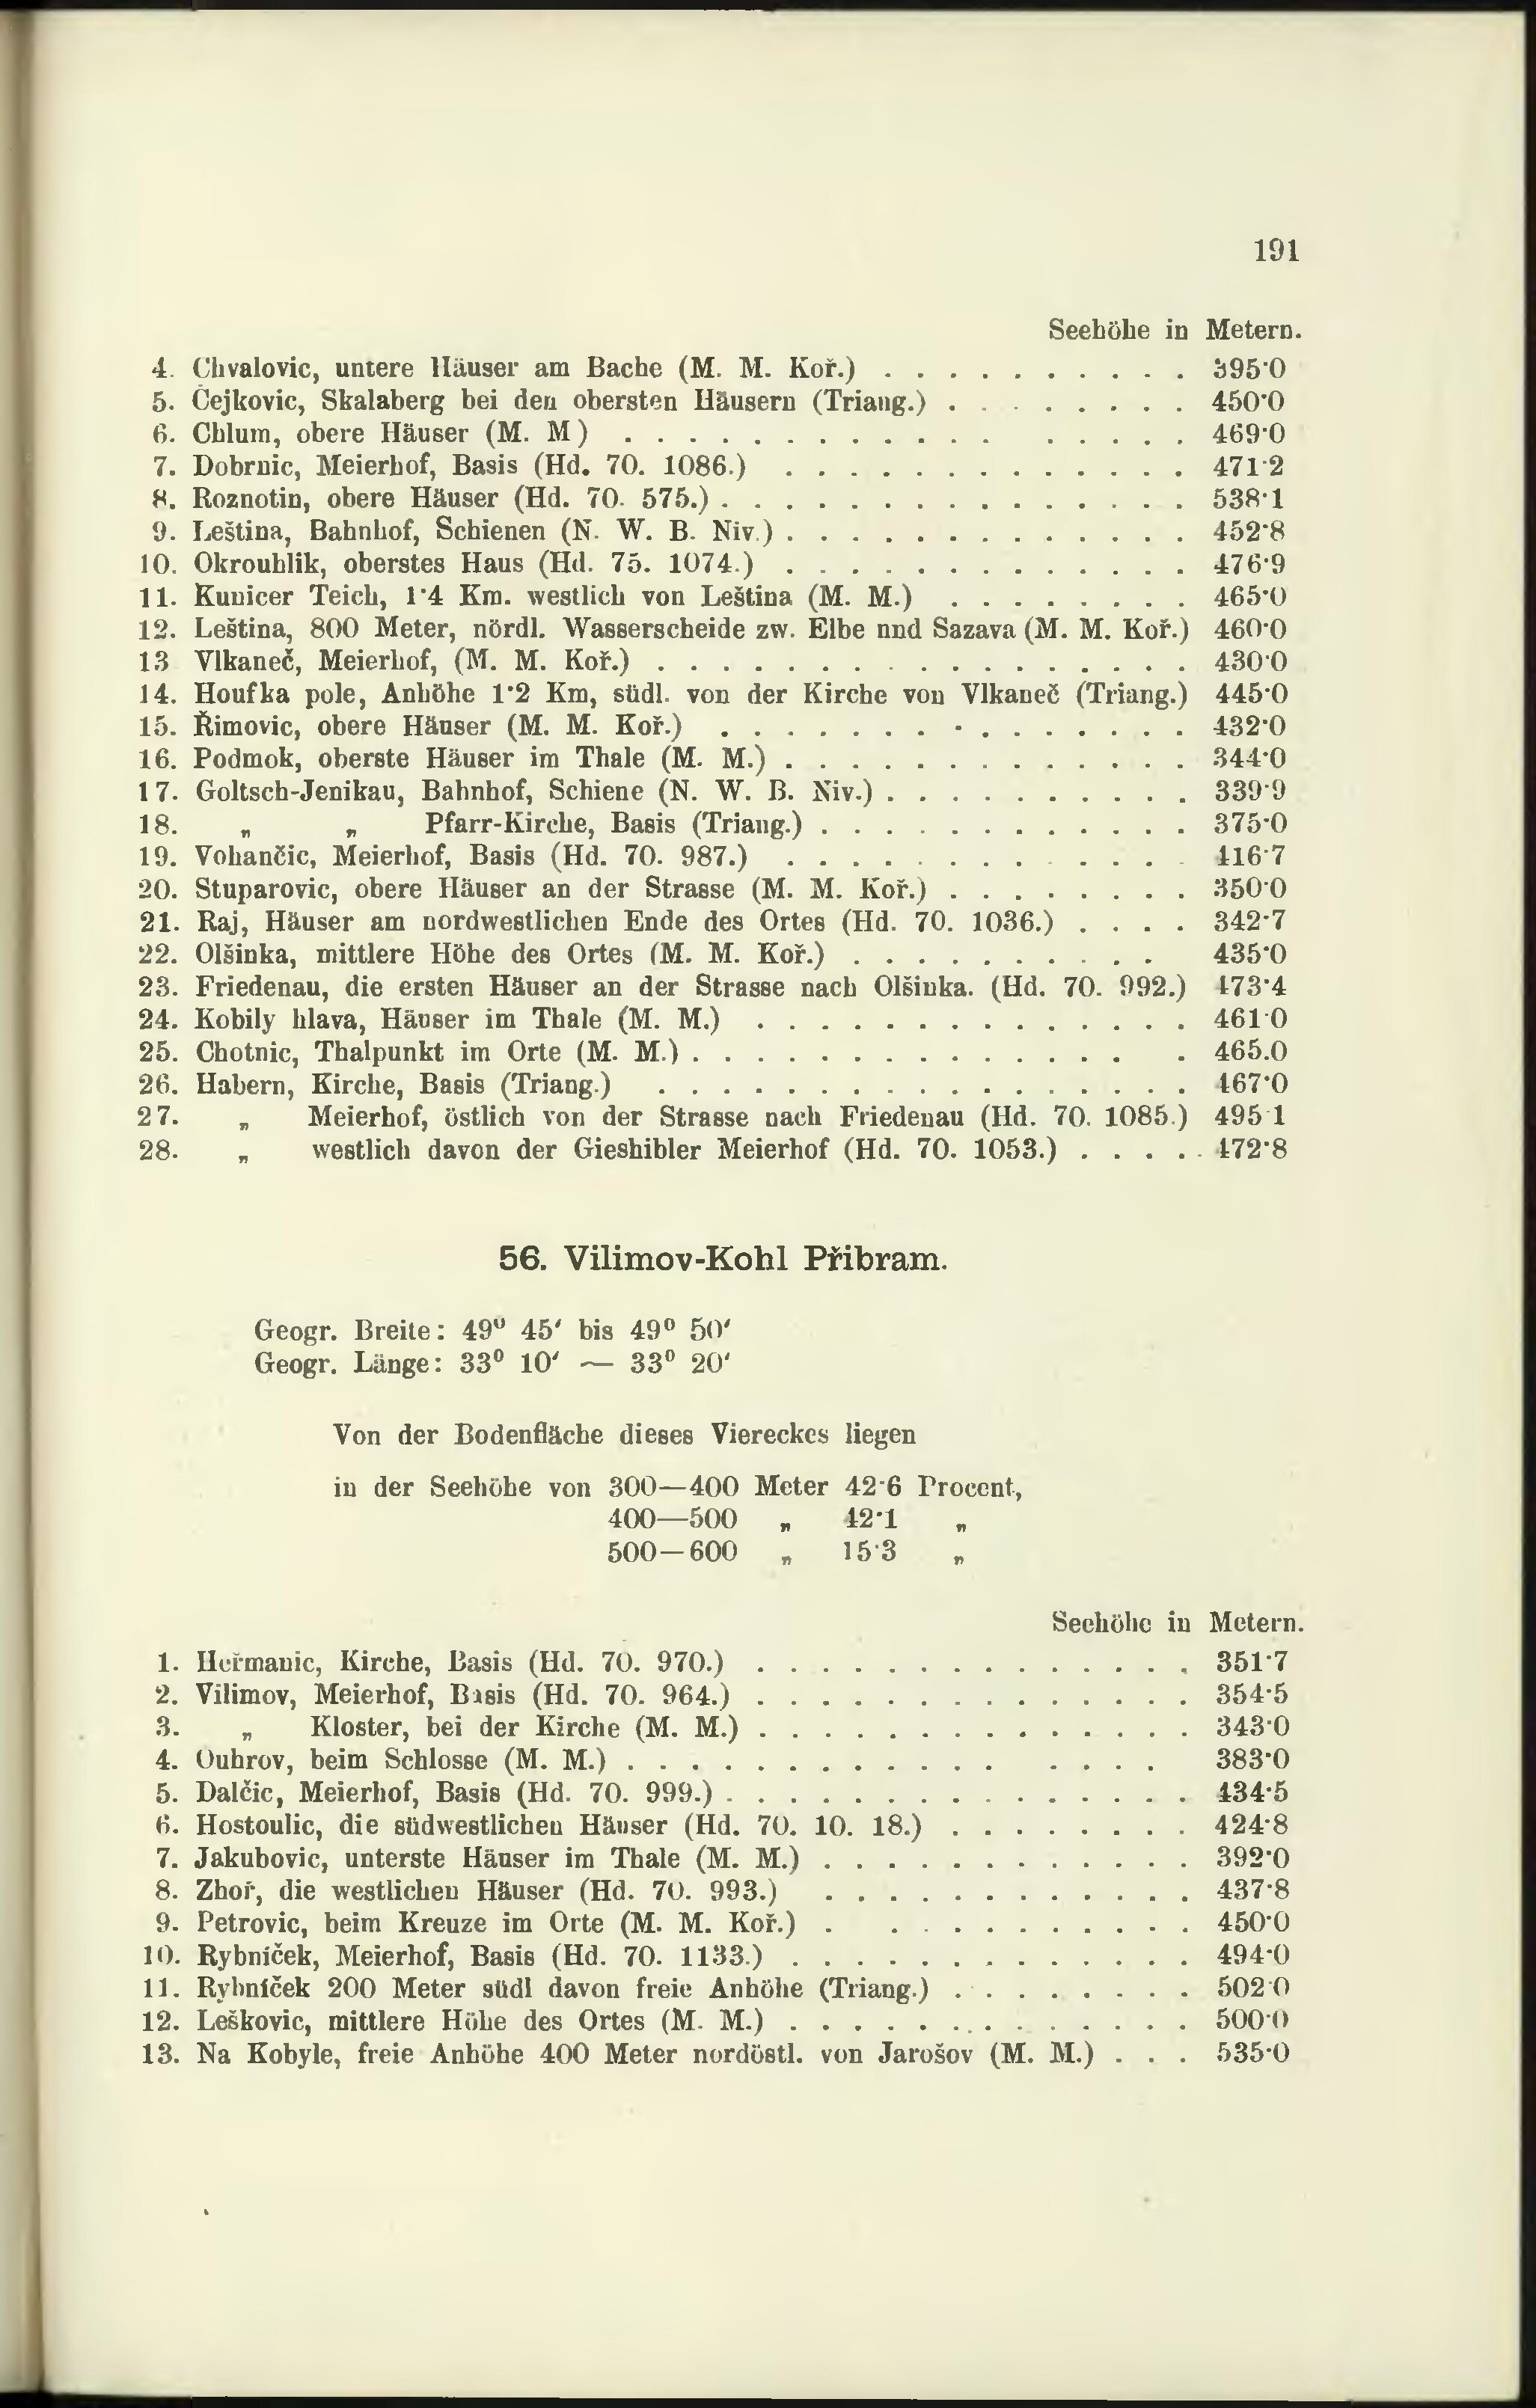 191
Seehöhe in Metern.
4. Chvalovic, untere Häuser am Bache (M. M. Koř.) . . . . . . . . . . 395·0
5. Čejkovic, Skalaberg bei den obersten Häusern (Triang.) . . . . . . . . 450·0
6. Chlum, obere Häuser (M. M) . . . . . . . . . . . . . . . . . 469·0
7. Dobrnic, Meierhof, Basis (Hd. 70. 1086.) . . . . . . . . . . . . . 471·2
8. Roznotin, obere Häuser (Hd. 70. 575.) . . . . . . . . . . . . . . . 538·1
9. Leština, Bahnhof, Schienen (N. W. B. Niv.) . . . . . . . . . . . . . 452·8
10. Okrouhlik, oberstes Haus (Hd. 75. 1074.) . . . . . . . . . . . . . 476·9
11. Kunicer Teich, 1·4 Km. westlich von Leština (M. M.) . . . . . . . . 465·0
12. Leština, 800 Meter, nördl. Wasserscheide zw. Elbe nnd Sazava (M. M. Koř.) 460·0
13 Vlkaneč, Meierhof, (M. M. Koř.) . . . . . . . . . . . . . . . . . 430·0
14. Houfka pole, Anhöhe 1·2 Km, südl. von der Kirche von Vlkaneč (Triang.) 445·0
15. Řimovic, obere Häuser (M. M. Koř.) . . . . . . . . . . . . . . . 432·0
16. Podmok, oberste Häuser im Thale (M. M.) . . . . . . . . . . . . . 344·0
17. Goltsch-Jenikau, Bahnhof, Schiene (N. W. B. Niv.) . . . . . . . . . . 339·9
18. „ „ Pfarr-Kirche, Basis (Triang.) . . . . . . . . . . . . 375·0
19. Vohančic, Meierhof, Basis (Hd. 70. 987.) . . . . . . . . . . . . . 416·7
20. Stuparovic, obere Häuser an der Strasse (M. M. Koř.) . . . . . . . . 350·0
21. Raj, Häuser am nordwestlichen Ende des Ortes (Hd. 70. 1036.) . . . . 342·7
22. Olšinka, mittlere Höhe des Ortes (M. M. Koř.) . . . . . . . . . . 435·0
23. Friedenau, die ersten Häuser an der Strasse nach Olšinka. (Hd. 70. 992.) 473·4
24. Kobily hlava, Häuser im Thale (M. M.) . . . . . . . . . . . . . . 461·0
25. Chotnic, Thalpunkt im Orte (M. M.) . . . . . . . . . . . . . . . 465.0
26. Habern, Kirche, Basis (Triang.) . . . . . . . . . . . . . . . . . 467·0
27. „ Meierhof, östlich von der Strasse nach Friedenau (Hd. 70. 1085.) 495·1
28. „ westlich davon der Gieshibler Meierhof (Hd. 70. 1053.) . . . . . 472·8
56. Vilimov-Kohl Přibram.
Geogr. Breite: 49⁰ 45′ bis 49⁰ 50′
Geogr. Länge: 33⁰ 10′ ∼ 33⁰ 20′
Von der Bodenfläche dieses Viereckes liegen
in der Seehöhe von 300—400 Meter 42·6 Procent,
400—500 „ 42·1 „
500—600 „ 15·3 „
Seehöhe in Metern.
1. Heřmanic, Kirche, Basis (Hd. 70. 970.) . . . . . . . . . . . . . . 351·7
2. Vilimov, Meierhof, Basis (Hd. 70. 964.) . . . . . . . . . . . . . . 354·5
3. „ Kloster, bei der Kirche (M. M.) . . . . . . . . . . . . . . 343·0
4. Ouhrov, beim Schlosse (M. M.) . . . . . . . . . . . . . . . . 383·0
5. Dalčic, Meierhof, Basis (Hd. 70. 999.) . . . . . . . . . . . . . . . 434·5
6. Hostoulic, die südwestlichen Häuser (Hd. 70. 10. 18.) . . . . . . . . 424·8
7. Jakubovic, unterste Häuser im Thale (M. M.) . . . . . . . . . . . . 392·0
8. Zhoř, die westlichen Häuser (Hd. 70. 993.) . . . . . . . . . . . . 437·8
9. Petrovic, beim Kreuze im Orte (M. M. Koř.) . . . . . . . . . . . 450·0
10. Rybníček, Meierhof, Basis (Hd. 70. 1133.) . . . . . . . . . . . . . 494·0
11. Rybníček 200 Meter südl davon freie Anhöhe (Triang.) . . . . . . . . 502·0
12. Leškovic, mittlere Höhe des Ortes (M. M.) . . . . . . . . . . . . . 500·0
13. Na Kobyle, freie Anhöhe 400 Meter nordöstl. von Jarošov (M. M.) . . . 535·0